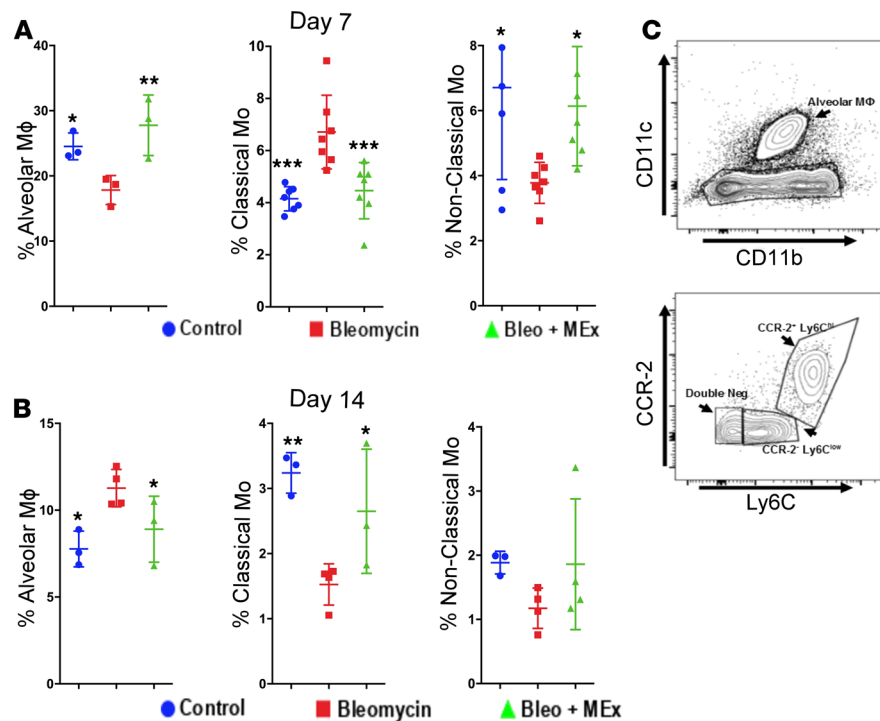 A
Day 7
% Alveolar Mϕ
40
30
20
10
0
*
**
% Classical Mo
10
8
6
4
2
0
***
***
% Non-Classical Mo
8
6
4
2
0
*
*
Control
Bleomycin
Bleo + MEx
B
Day 14
% Alveolar Mϕ
15
10
5
0
*
*
% Classical Mo
4
3
2
1
0
**
*
% Non-Classical Mo
4
3
2
1
0
Control
Bleomycin
Bleo + MEx
C
CD11c
Alveolar MΦ
CD11b
CCR-2
CCR-2⁺ Ly6Cʰⁱ
Double Neg
CCR-2⁻ Ly6Cˡᵒʷ
Ly6C